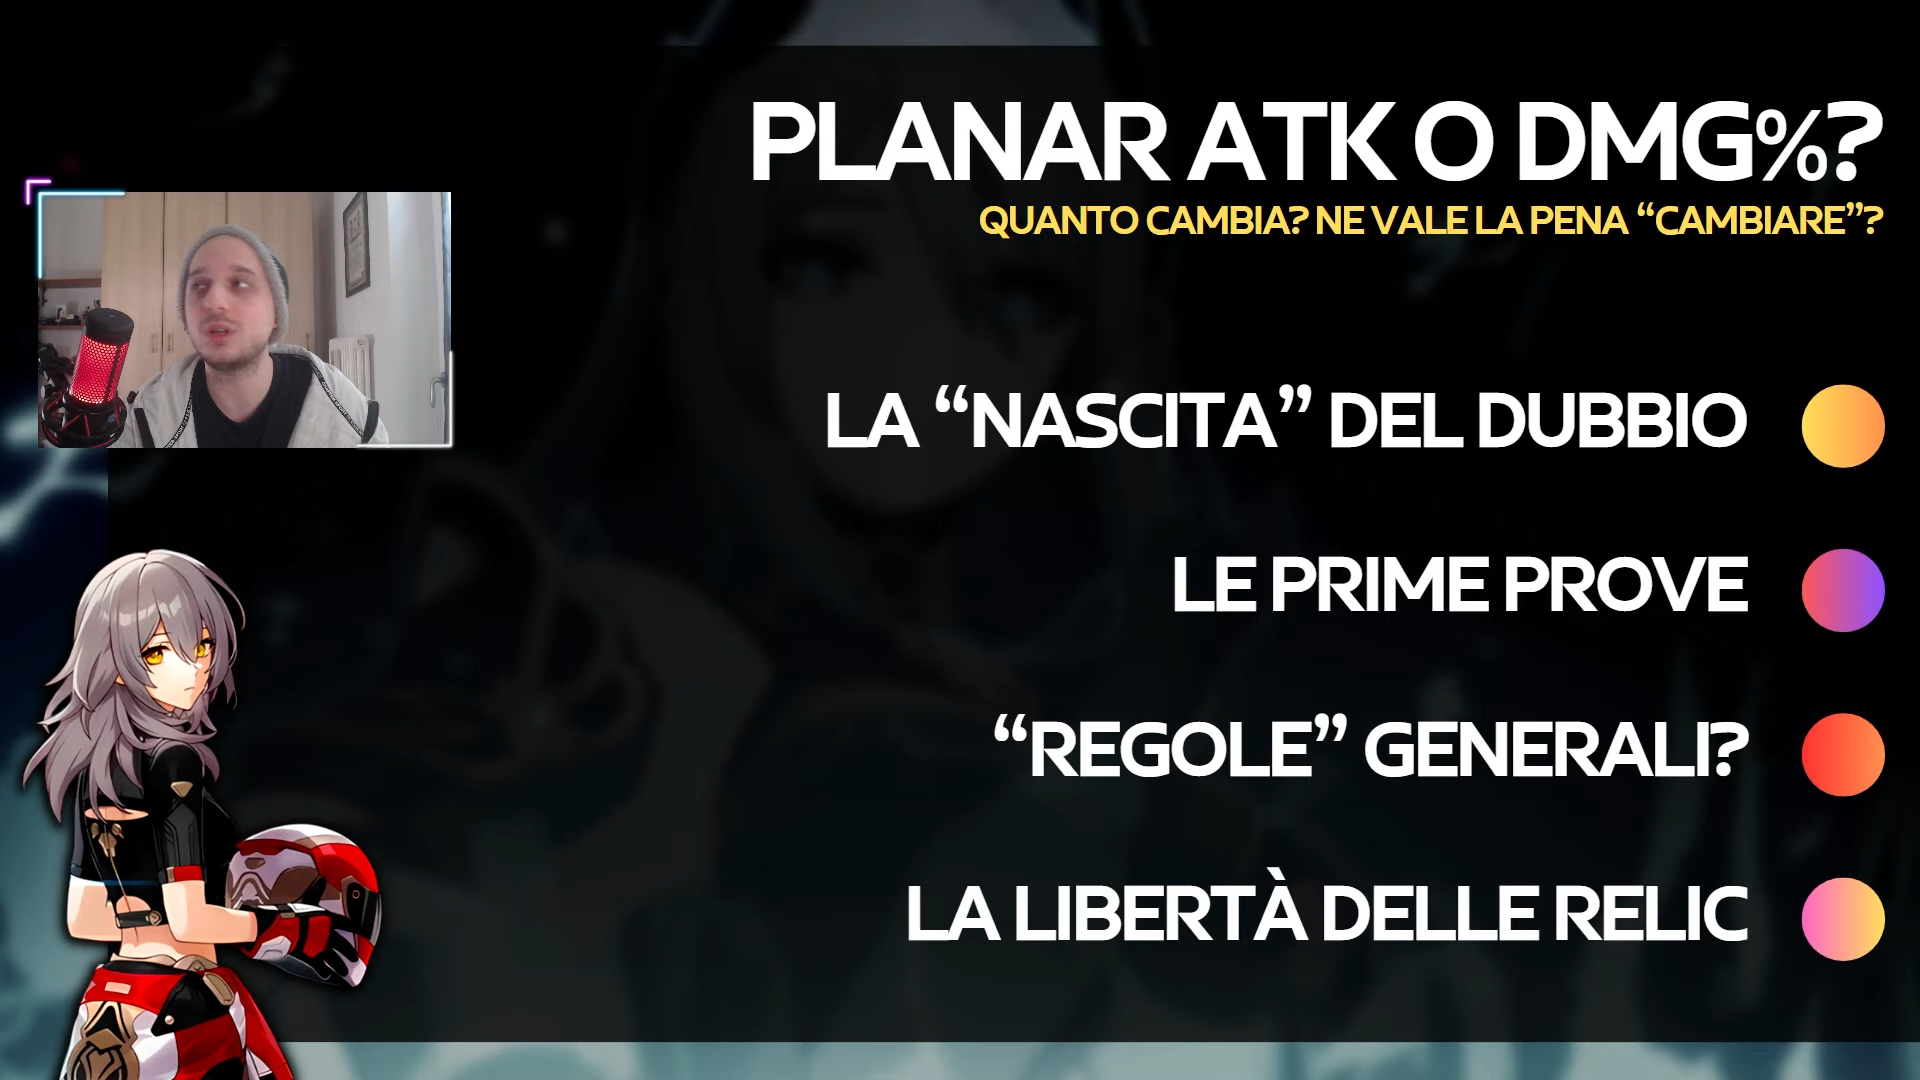 PLANAR ATK O DMG%?
QUANTO CAMBIA? NE VALE LA PENA “CAMBIARE”?
LA “NASCITA” DEL DUBBIO
LE PRIME PROVE
“REGOLE” GENERALI?
LA LIBERTÀ DELLE RELIC